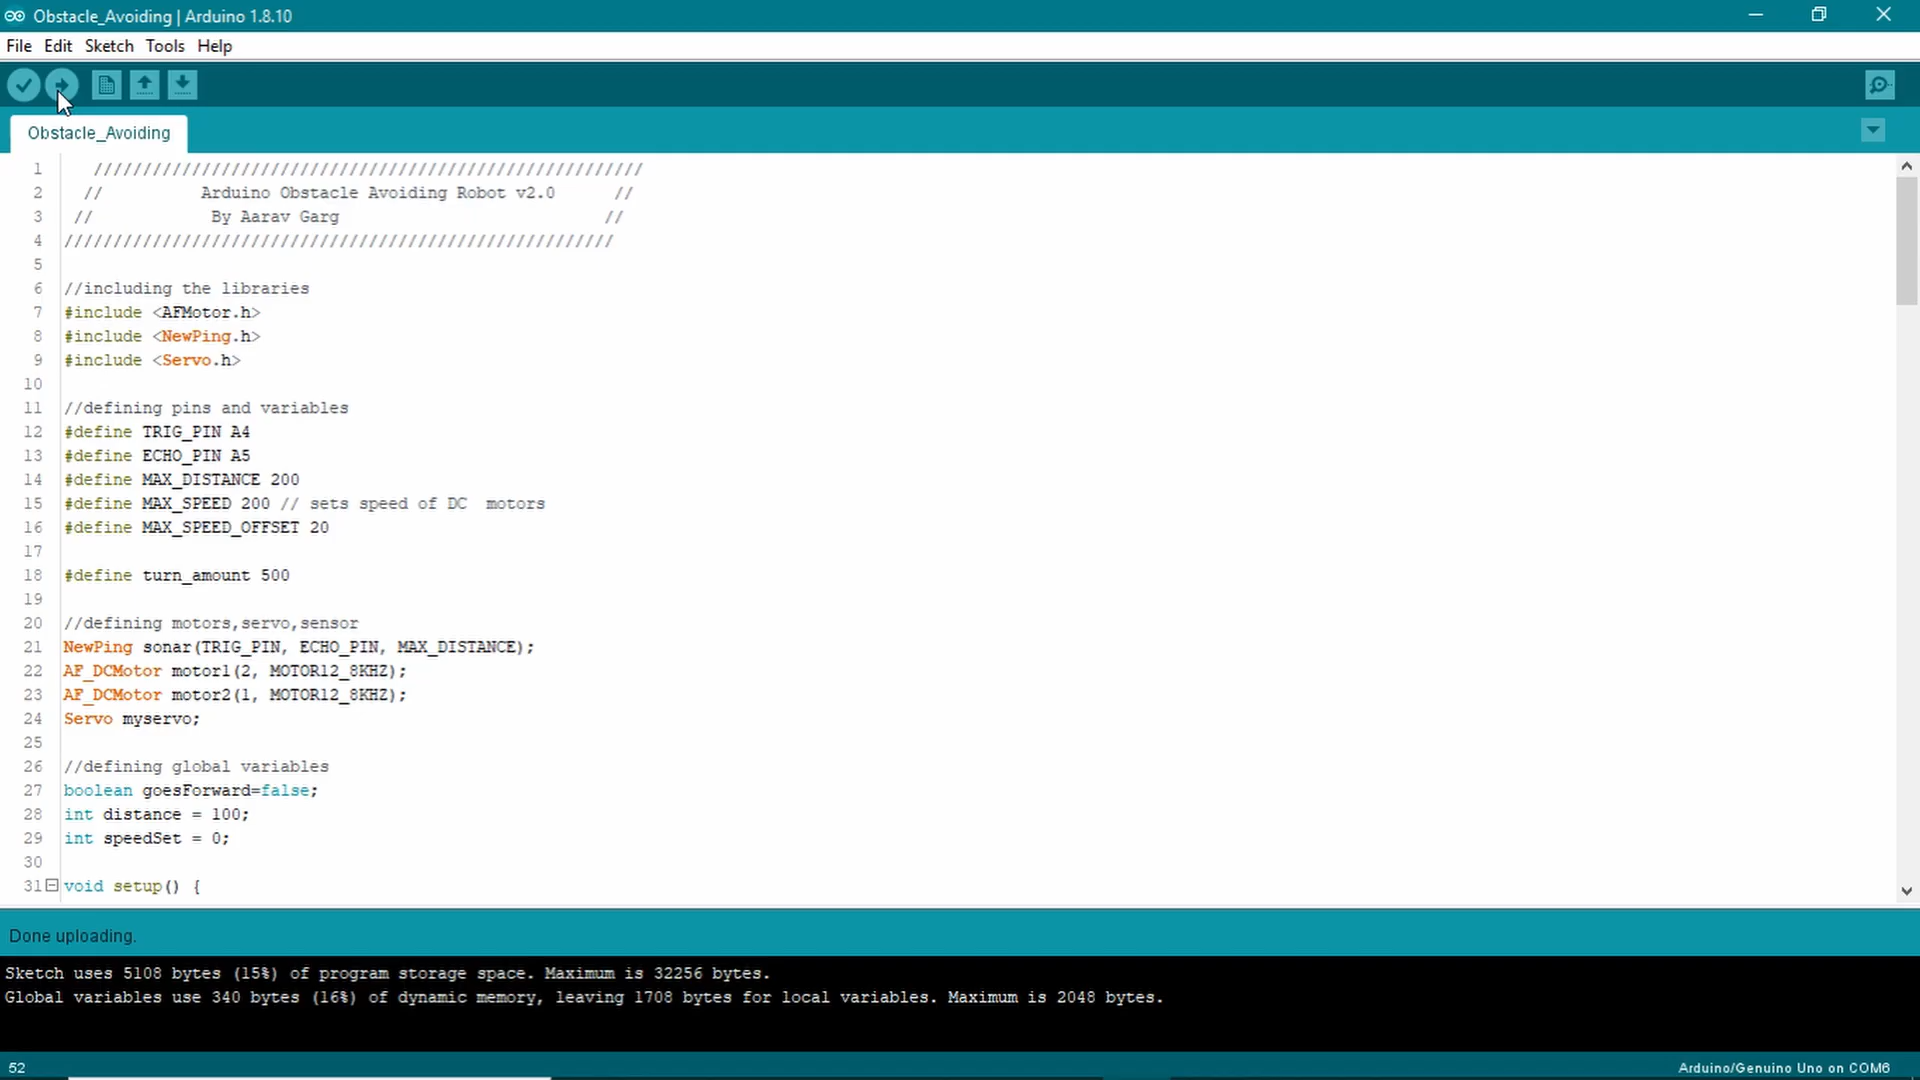 Obstacle_Avoiding | Arduino 1.8.10
File Edit Sketch Tools Help
Obstacle_Avoiding
1 ////////////////////////////////////////////////////////
2 // Arduino Obstacle Avoiding Robot v2.0 //
3 // By Aarav Garg //
4 ////////////////////////////////////////////////////////
5
6 //including the libraries
7 #include <AFMotor.h>
8 #include <NewPing.h>
9 #include <Servo.h>
10
11 //defining pins and variables
12 #define TRIG_PIN A4
13 #define ECHO_PIN A5
14 #define MAX_DISTANCE 200
15 #define MAX_SPEED 200 // sets speed of DC  motors
16 #define MAX_SPEED_OFFSET 20
17
18 #define turn_amount 500
19
20 //defining motors,servo,sensor
21 NewPing sonar(TRIG_PIN, ECHO_PIN, MAX_DISTANCE);
22 AF_DCMotor motor1(2, MOTOR12_8KHZ);
23 AF_DCMotor motor2(1, MOTOR12_8KHZ);
24 Servo myservo;
25
26 //defining global variables
27 boolean goesForward=false;
28 int distance = 100;
29 int speedSet = 0;
30
31 void setup() {
Done uploading.
Sketch uses 5108 bytes (15%) of program storage space. Maximum is 32256 bytes.
Global variables use 340 bytes (16%) of dynamic memory, leaving 1708 bytes for local variables. Maximum is 2048 bytes.
52 Arduino/Genuino Uno on COM6